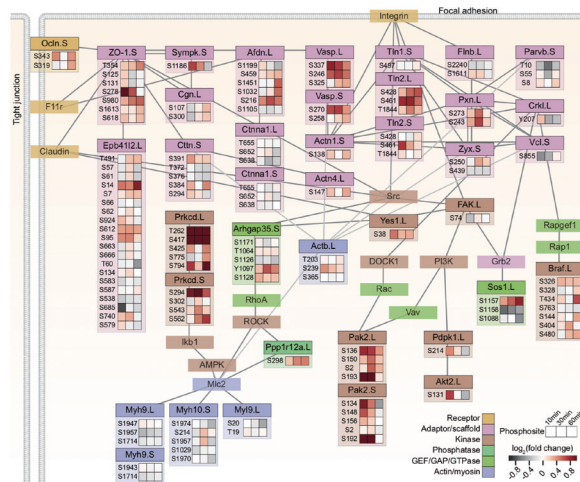 Focal adhesion
Tight junction
Integrin
Ocln.S
S343
S319
ZO-1.S
T394
S125
S131
S278
S980
S1613
S618
Sympk.S
S1186
Cgn.L
S107
S300
Afdn.L
S1199
S459
S1451
S1032
S216
S1105
Vasp.L
S337
S246
S325
Vasp.S
S270
S258
Tln1.S
S497
Tln2.L
S428
S461
T1844
Tln2.S
S428
S461
T1844
Flnb.L
S2240
S1611
Parvb.S
T10
S55
S8
Pxn.L
S273
S243
Crkl.L
Y207
F11r
Claudin
Epb41l2.L
T491
S57
S61
S14
S7
S66
S62
S924
S612
S95
S663
S666
T60
S134
S583
S587
S538
S685
S740
S579
Cttn.S
S391
T372
S376
S384
S294
Ctnna1.L
T655
S652
S638
Ctnna1.S
T655
S652
S638
Actn1.S
S138
Actn4.L
S147
Zyx.S
S250
S439
Vcl.S
S855
Src
FAK.L
S74
Prkcd.L
T262
S417
S425
S775
S794
Prkcd.S
S294
S302
S543
S562
Arhgap35.S
S1171
T1064
S1126
Y1097
S1128
Actb.L
T203
S239
S365
Yes1.L
S38
DOCK1
PI3K
Grb2
Rapgef1
Rap1
RhoA
Rac
Vav
Sos1.L
S1157
S1158
S1088
Braf.L
S326
S328
T434
S763
S144
S404
S480
ROCK
Ikb1
AMPK
Mlc2
Ppp1r12a.L
S298
Pak2.L
S136
S150
S2
S193
Pak2.S
S134
S148
S156
S2
S192
Pdpk1.L
S214
Akt2.L
S131
Myh9.L
S1947
S1957
S1714
Myh9.S
S1943
S1714
Myh10.S
S1974
S214
S1957
S1029
S1970
Myl9.L
S20
T19
Receptor
Adaptor/scaffold
Kinase
Phosphatase
GEF/GAP/GTPase
Actin/myosin
10min
30min
60min
Phosphosite
log2(fold change)
-0.8
-0.4
0
0.4
0.8